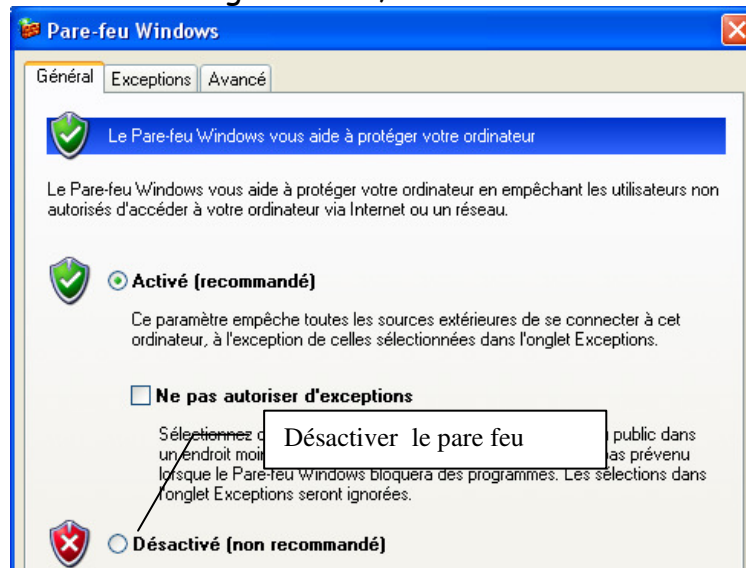 Pare-feu Windows
Général Exceptions Avancé
Le Pare-feu Windows vous aide à protéger votre ordinateur
Le Pare-feu Windows vous aide à protéger votre ordinateur en empêchant les utilisateurs non
autorisés d'accéder à votre ordinateur via Internet ou un réseau.
Activé (recommandé)
Ce paramètre empêche toutes les sources extérieures de se connecter à cet
ordinateur, à l'exception de celles sélectionnées dans l'onglet Exceptions.
Ne pas autoriser d'exceptions
Sélectionnez public dans
un endroit pas prévenu
Désactiver le pare feu
lorsque le Pare-feu Windows bloquera des programmes. Les sélections dans
l'onglet Exceptions seront ignorées.
Désactivé (non recommandé)